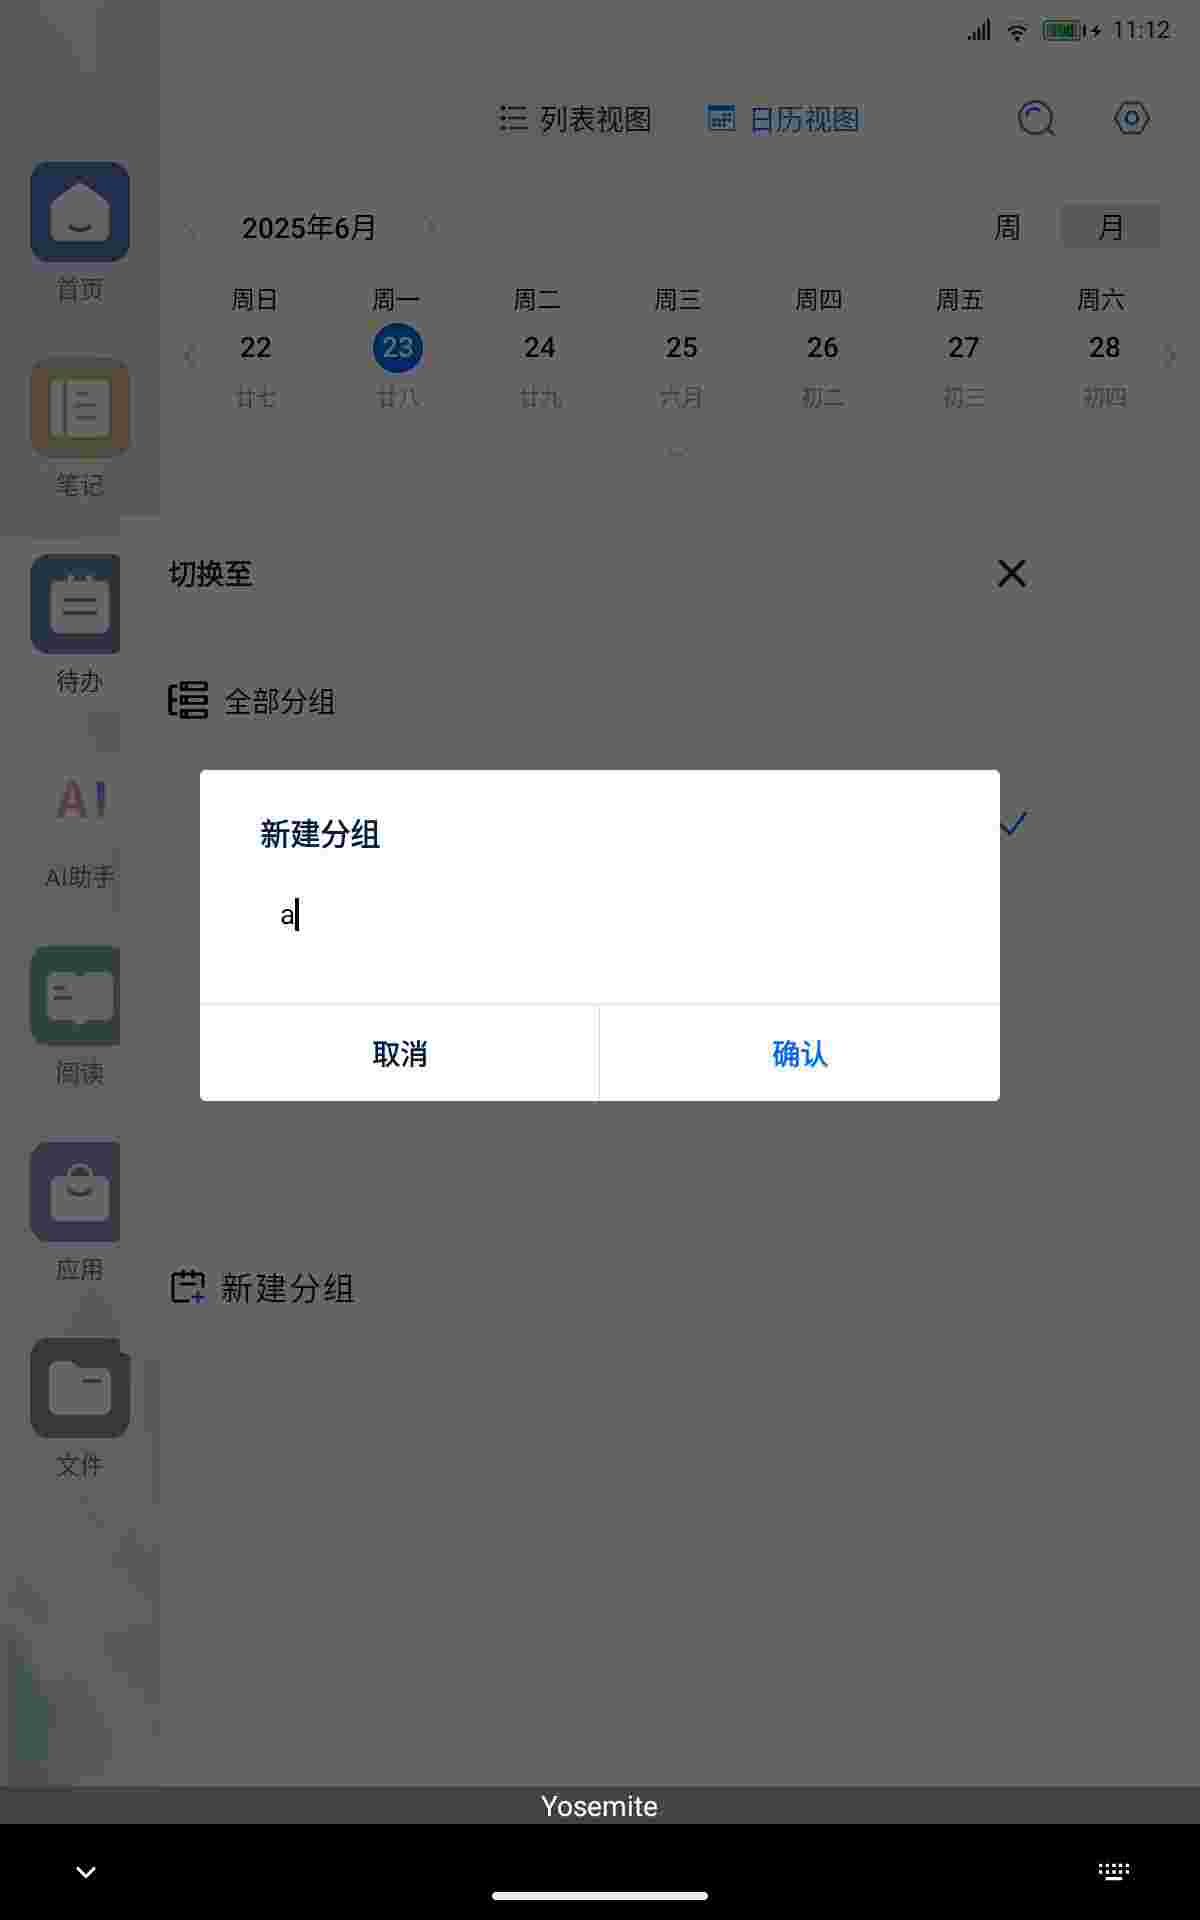 11:12
列表视图 日历视图
2025年6月 周 月
周日 周一 周二 周三 周四 周五 周六
22 23 24 25 26 27 28
廿七 廿八 廿九 六月 初二 初三 初四
首页
笔记
待办
AI
AI助手
阅读
应用
文件
切换至
全部分组
新建分组
a
取消 确认
新建分组
Yosemite